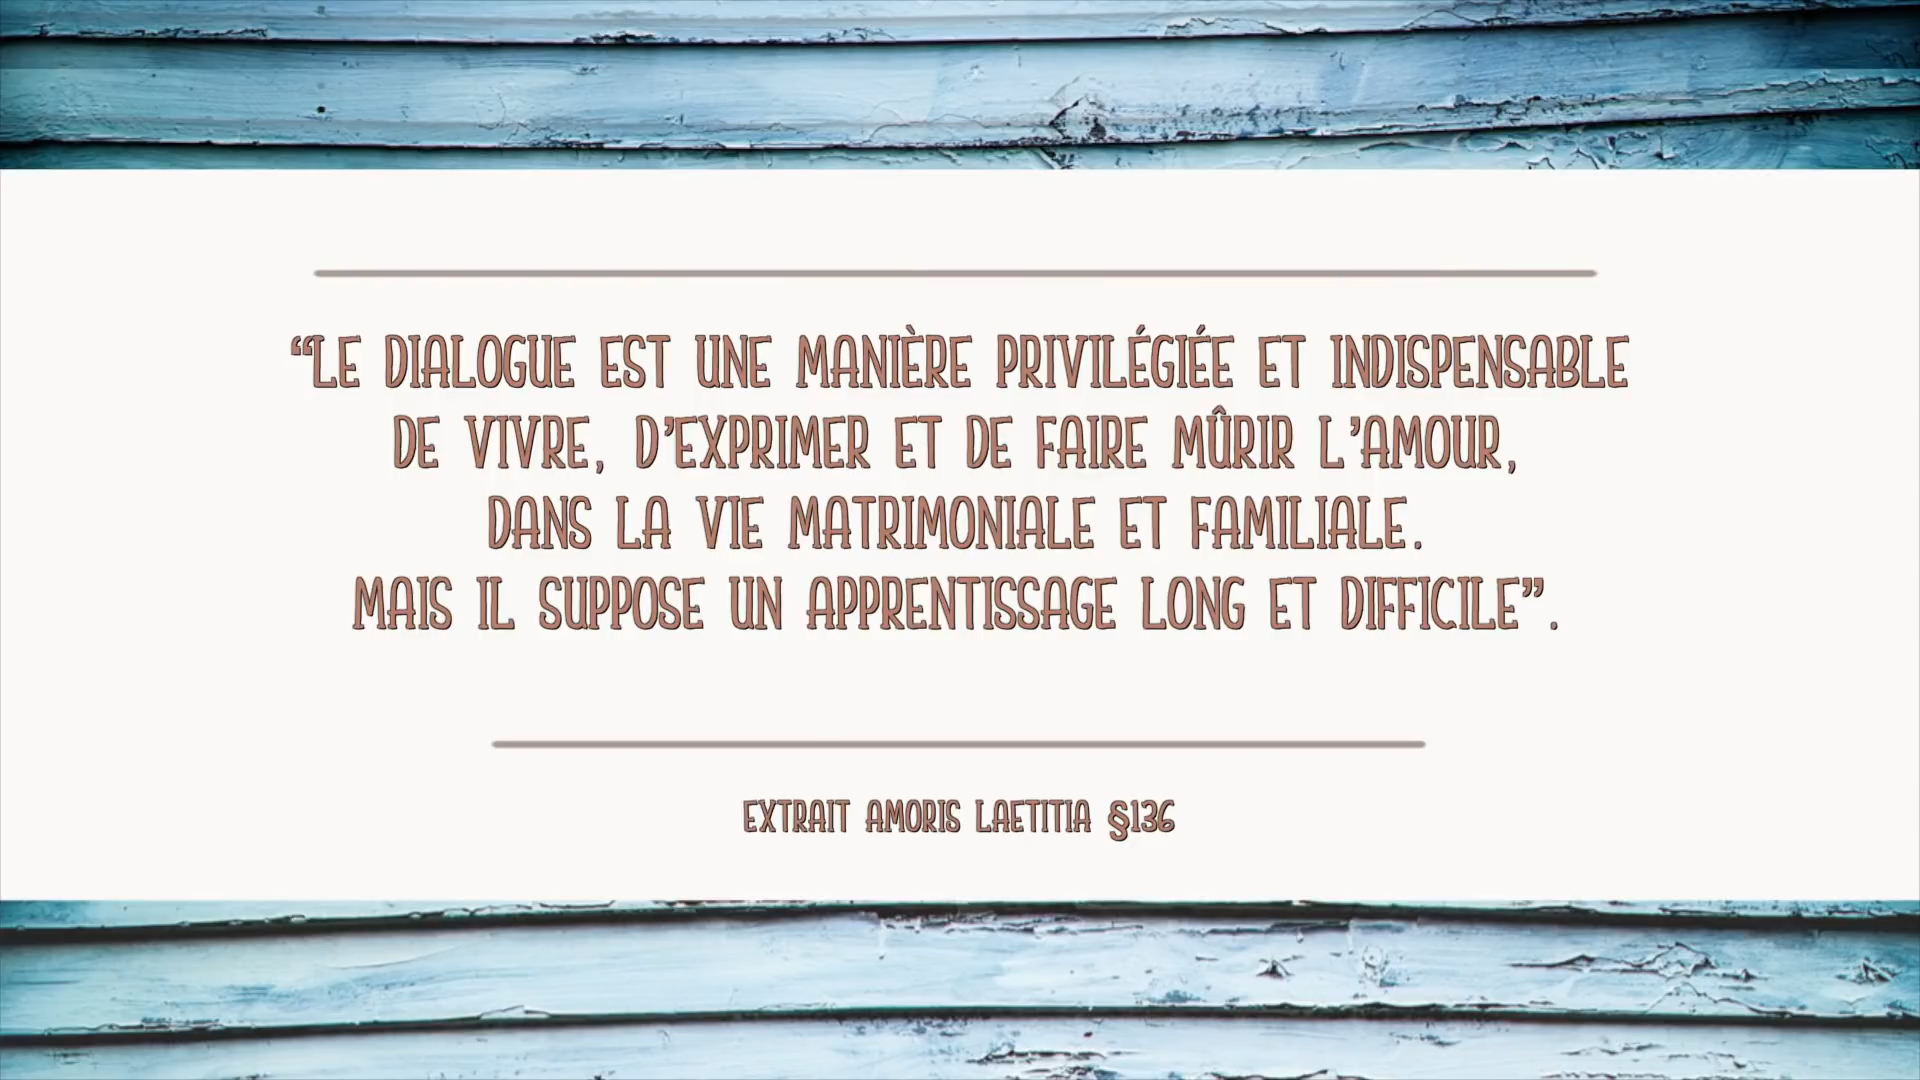 “LE DIALOGUE EST UNE MANIÈRE PRIVILÉGIÉE ET INDISPENSABLE
DE VIVRE, D’EXPRIMER ET DE FAIRE MÛRIR L’AMOUR,
DANS LA VIE MATRIMONIALE ET FAMILIALE.
MAIS IL SUPPOSE UN APPRENTISSAGE LONG ET DIFFICILE”.
EXTRAIT AMORIS LAETITIA §136